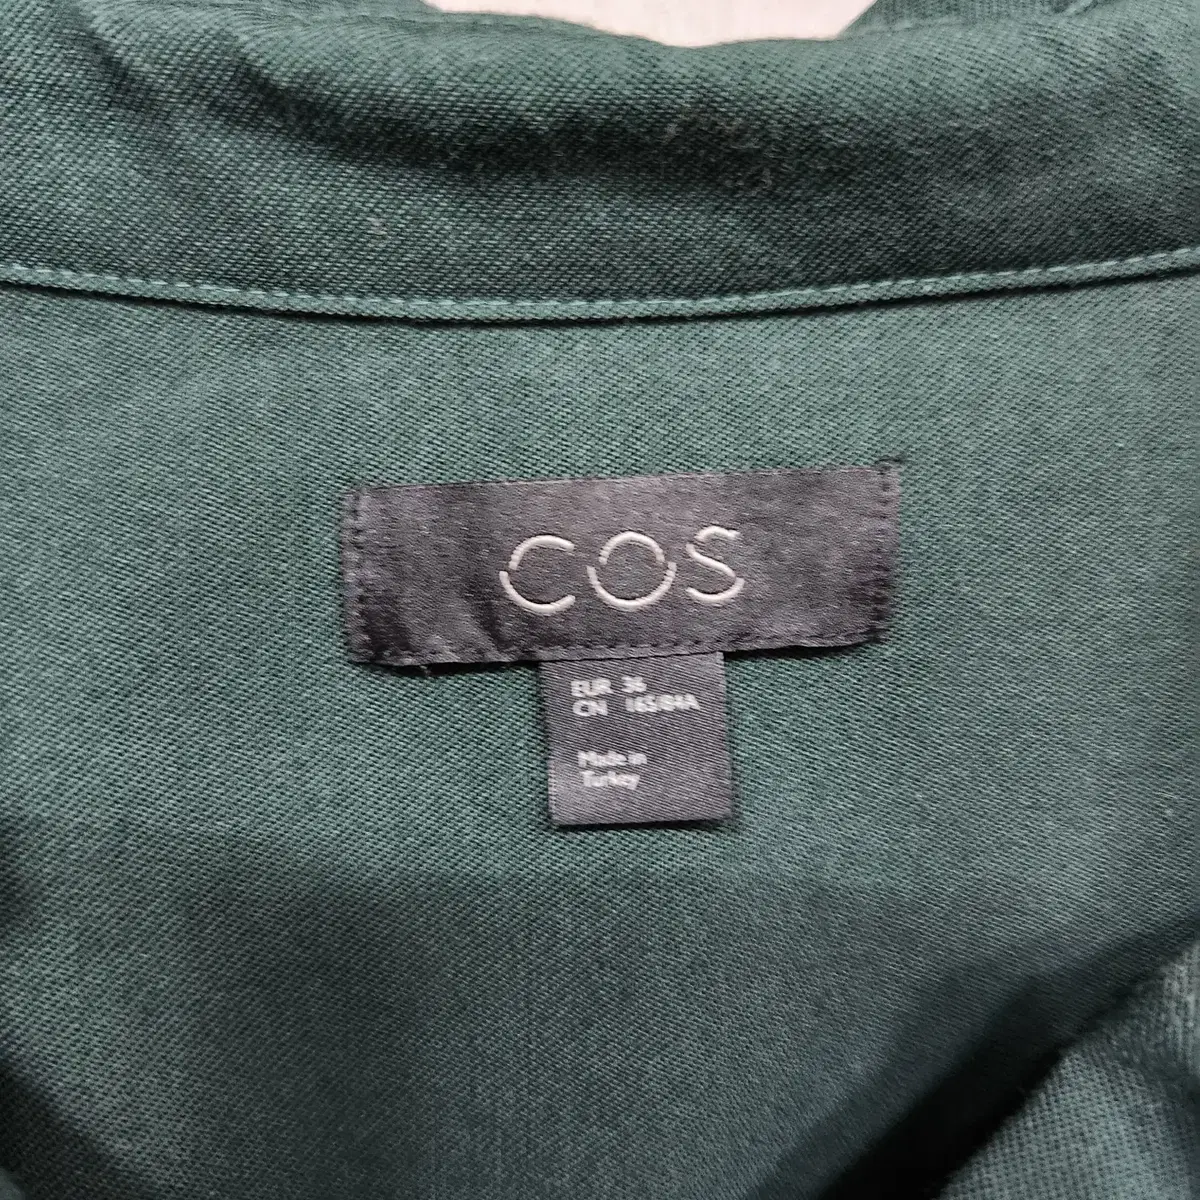 COS
EUR 36
CN 165/84A
Made in
Turkey